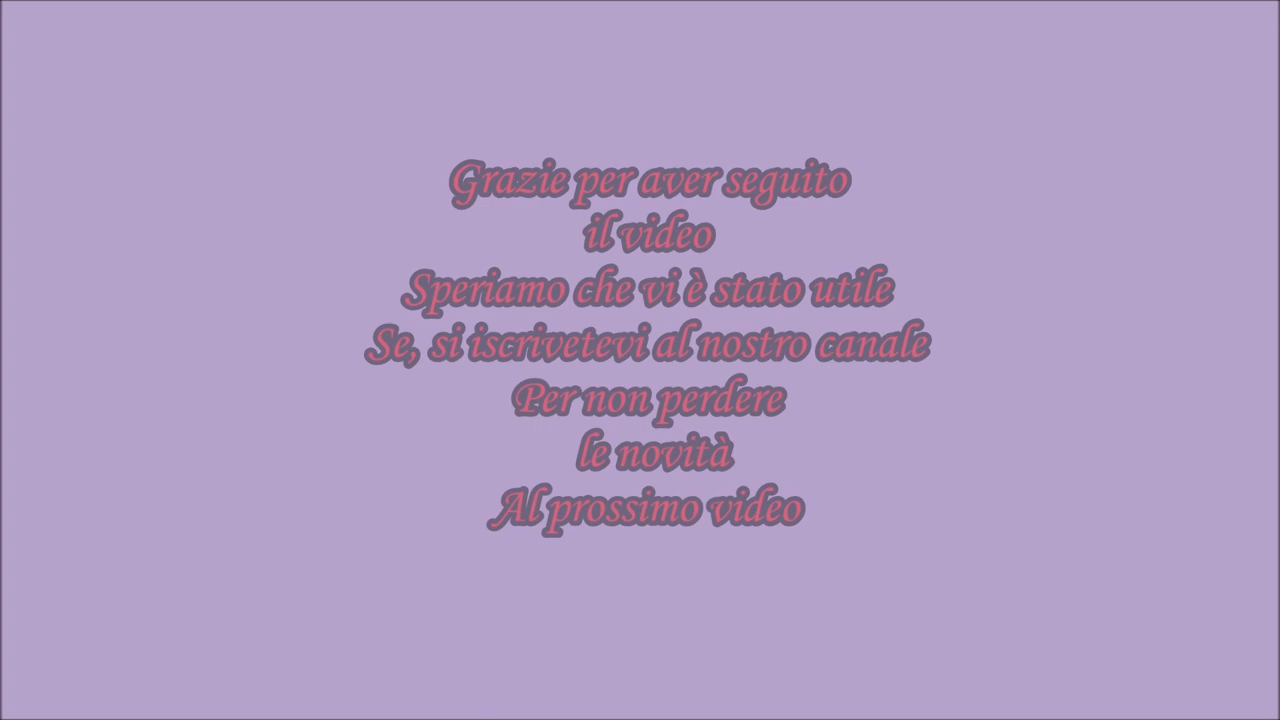 Grazie per aver seguito
il video
Speriamo che vi è stato utile
Se, si iscrivetevi al nostro canale
Per non perdere
le novità
Al prossimo video